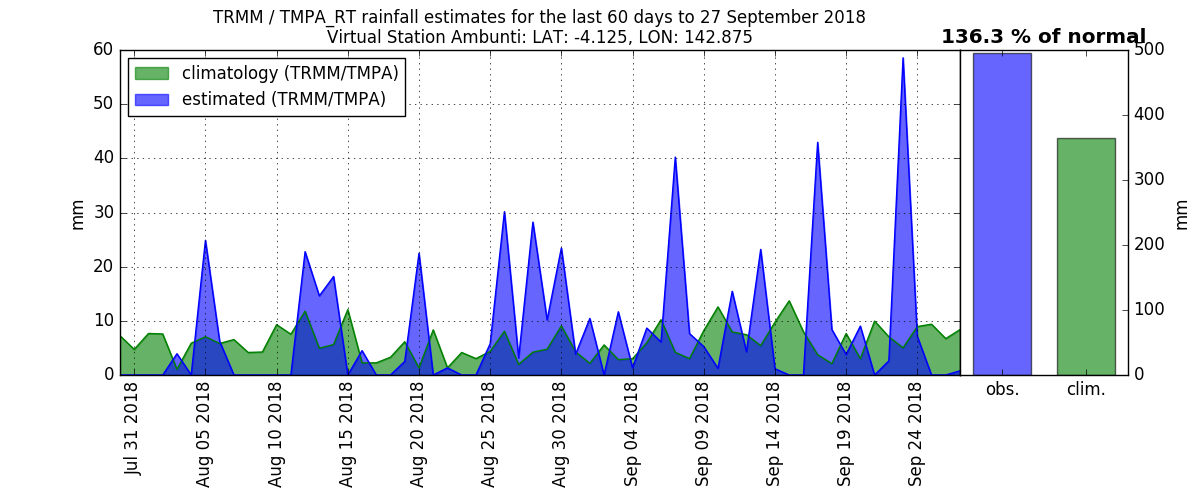 TRMM / TMPA_RT rainfall estimates for the last 60 days to 27 September 2018
Virtual Station Ambunti: LAT: -4.125, LON: 142.875
136.3 % of normal
climatology (TRMM/TMPA)
estimated (TRMM/TMPA)
mm
60
50
40
30
20
10
0
Jul 31 2018
Aug 05 2018
Aug 10 2018
Aug 15 2018
Aug 20 2018
Aug 25 2018
Aug 30 2018
Sep 04 2018
Sep 09 2018
Sep 14 2018
Sep 19 2018
Sep 24 2018
obs.
clim.
500
400
300
200
100
0
mm